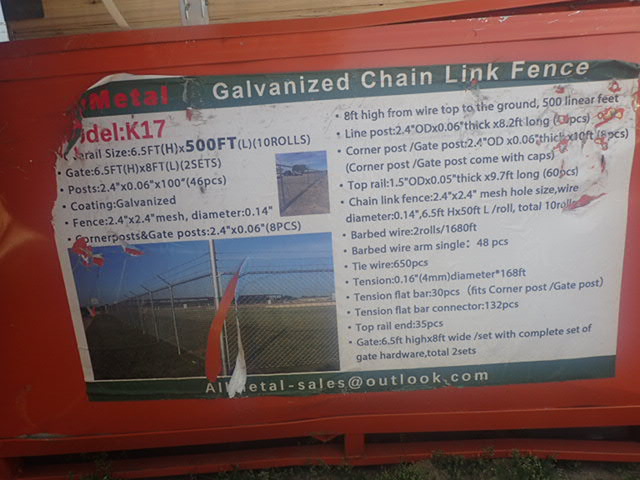 Metal
Galvanized Chain Link Fence
del:K17
rail Size:6.5FT(H)x500FT(L)(10ROLLS)
• Gate:6.5FT(H)x8FT(L)(2SETS)
• Posts:2.4"x0.06"x100"(46pcs)
• Coating:Galvanized
• Fence:2.4"x2.4"mesh, diameter:0.14"
• Cornerposts&Gate posts:2.4"x0.06"(8PCS)
• 8ft high from wire top to the ground, 500 linear feet
• Line post:2.4"ODx0.06"thick x8.2ft long
• Corner post /Gate post:2.4"OD x0.06"thick x10ft (8pcs)
(Corner post /Gate post come with caps)
• Top rail:1.5"ODx0.05"thick x9.7ft long (60pcs)
• Chain link fence:2.4"x2.4" mesh hole size,wire
diameter:0.14",6.5ft Hx50ft L /roll, total 10rolls
• Barbed wire:2rolls/1680ft
• Barbed wire arm single: 48 pcs
• Tie wire:650pcs
• Tension:0.16"(4mm)diameter*168ft
• Tension flat bar:30pcs (fits Corner post /Gate post)
• Tension flat bar connector:132pcs
• Top rail end:35pcs
• Gate:6.5ft highx8ft wide /set with complete set of
gate hardware,total 2sets
etal-sales@outlook.com